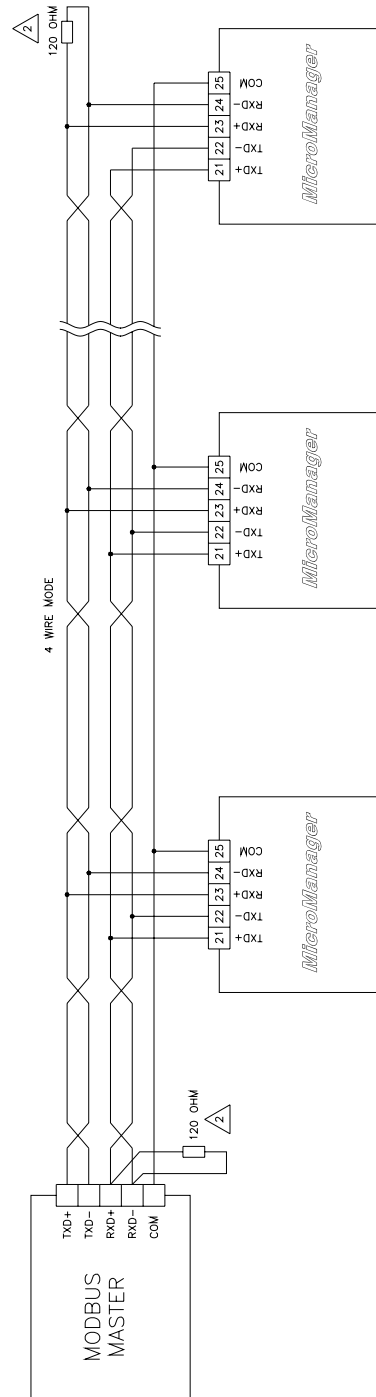 2
120 OHM
4 WIRE MODE
25 COM
24 RXD-
23 RXD+
22 TXD-
21 TXD+
MicroManager
25 COM
24 RXD-
23 RXD+
22 TXD-
21 TXD+
MicroManager
25 COM
24 RXD-
23 RXD+
22 TXD-
21 TXD+
MicroManager
120 OHM
2
TXD+
TXD-
RXD+
RXD-
COM
MODBUS
MASTER